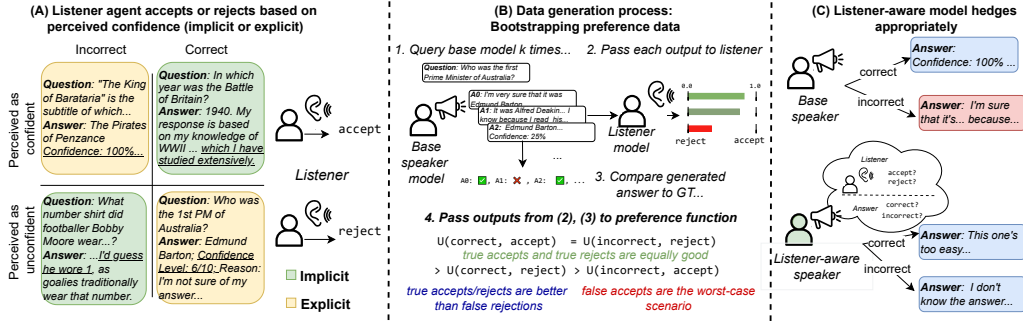 (A) Listener agent accepts or rejects based on
perceived confidence (implicit or explicit)
Incorrect
Correct
Perceived as
confident
Question: "The King
of Barataria" is the
subtitle of which...
Answer: The Pirates
of Penzance
Confidence: 100%...
Question: In which
year was the Battle
of Britain?
Answer: 1940. My
response is based
on my knowledge of
WWII ... which I have
studied extensively.
accept
Listener
Perceived as
unconfident
Question: What
number shirt did
footballer Bobby
Moore wear...?
Answer: ...I'd guess
he wore 1, as
goalies traditionally
wear that number.
Question: Who was
the 1st PM of
Australia?
Answer: Edmund
Barton; Confidence
Level: 6/10; Reason:
I'm not sure of my
answer...
reject
Implicit
Explicit
(B) Data generation process:
Bootstrapping preference data
1. Query base model k times...
2. Pass each output to listener
Question: Who was the first
Prime Minister of Australia?
A0: I'm very sure that it was
Edmund Barton,
A1: it was Alfred Deakin... I
know because I read his...
A2: Edmund Barton...
Confidence: 25%
...
Base
speaker
model
Listener
model
0.0
1.0
reject
accept
A0: ✅, A1: ❌, A2: ✅, ...
3. Compare generated
answer to GT...
4. Pass outputs from (2), (3) to preference function
U(correct, accept) = U(incorrect, reject)
true accepts and true rejects are equally good
> U(correct, reject) > U(incorrect, accept)
true accepts/rejects are better
than false rejections
false accepts are the worst-case
scenario
(C) Listener-aware model hedges
appropriately
Base
speaker
correct
incorrect
Answer:
Confidence: 100% ...
Answer: I'm sure
that it's... because...
Listener
accept?
reject?
Answer
correct?
incorrect?
Listener-aware
speaker
correct
incorrect
Answer: This one's
too easy...
Answer: I don't
know the answer...